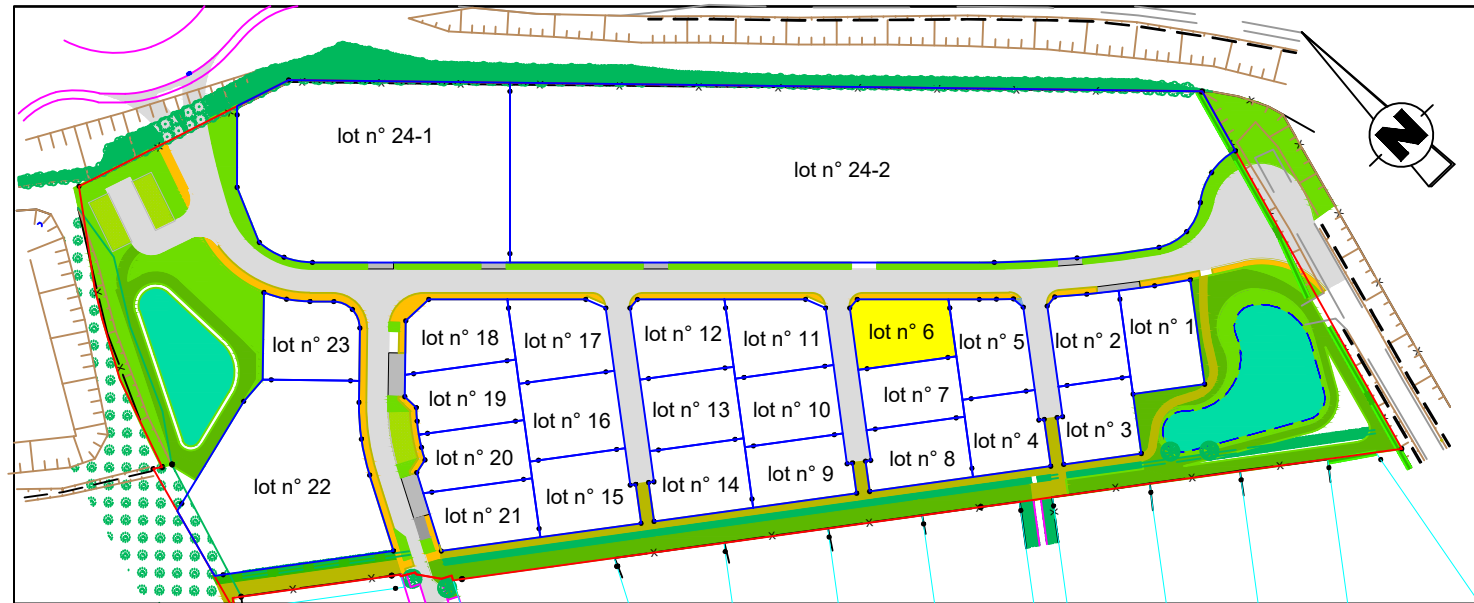 lot n° 24-1
lot n° 24-2
N
lot n° 23
lot n° 18
lot n° 17
lot n° 12
lot n° 11
lot n° 6
lot n° 5
lot n° 2
lot n° 1
lot n° 19
lot n° 16
lot n° 13
lot n° 10
lot n° 7
lot n° 4
lot n° 3
lot n° 22
lot n° 20
lot n° 21
lot n° 15
lot n° 14
lot n° 9
lot n° 8